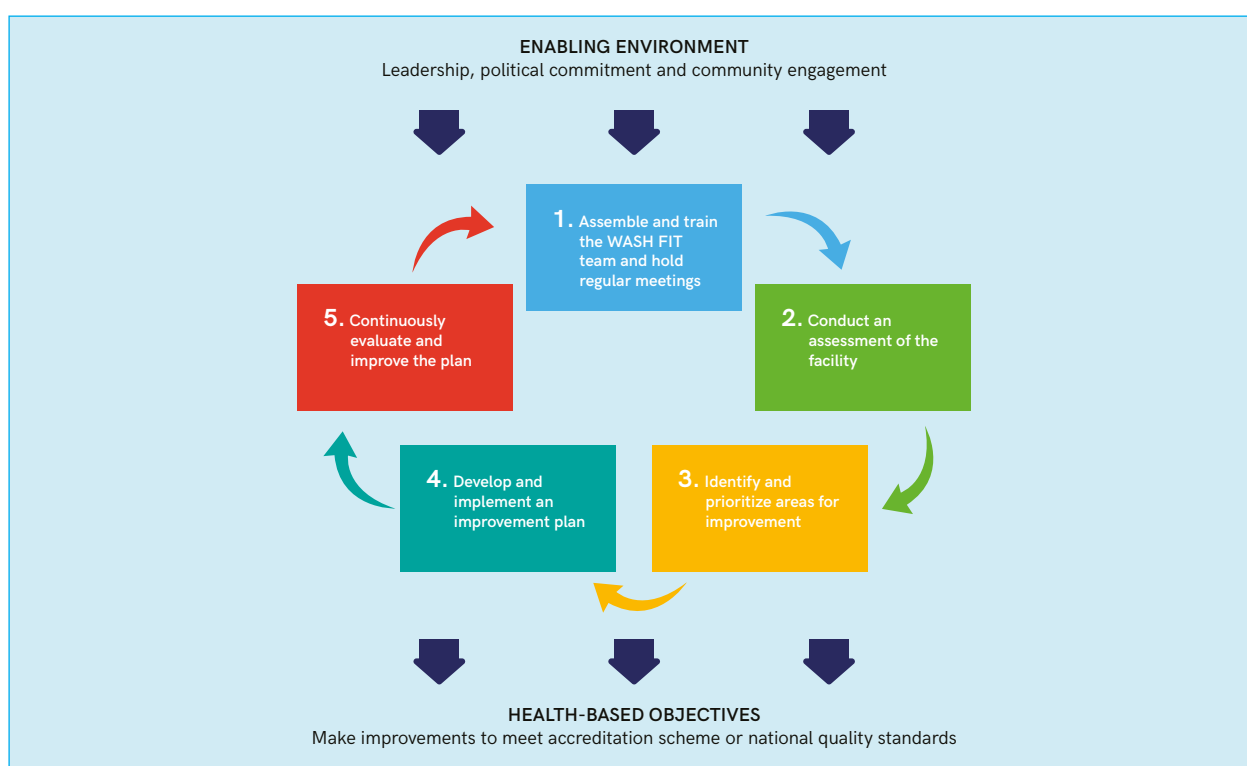 ENABLING ENVIRONMENT
Leadership, political commitment and community engagement
1. Assemble and train
the WASH FIT
team and hold
regular meetings
2. Conduct an
assessment of the
facility
3. Identify and
prioritize areas for
improvement
4. Develop and
implement an
improvement plan
5. Continuously
evaluate and
improve the plan
HEALTH-BASED OBJECTIVES
Make improvements to meet accreditation scheme or national quality standards